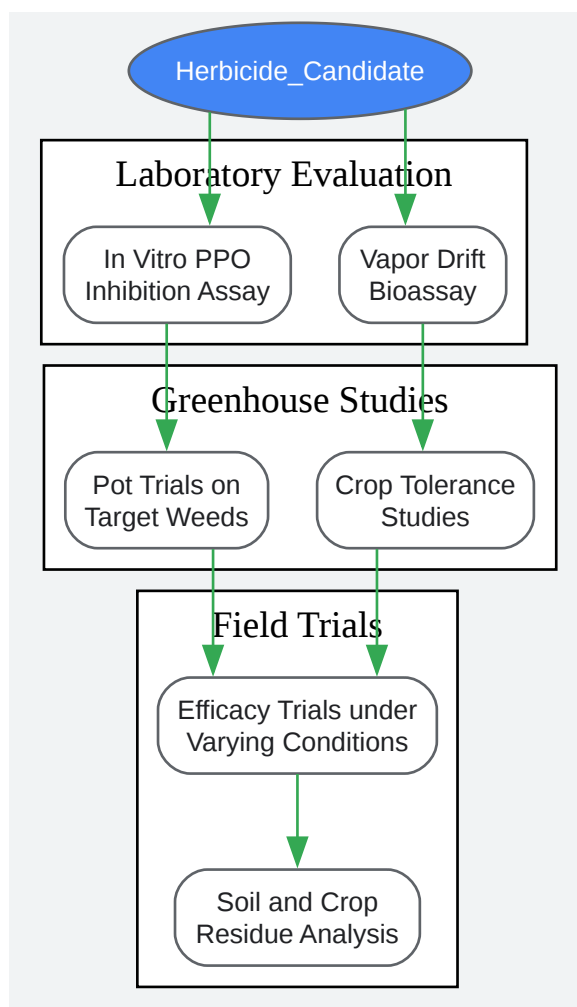 Herbicide_Candidate
Laboratory Evaluation
In Vitro PPO
Inhibition Assay
Vapor Drift
Bioassay
Greenhouse Studies
Pot Trials on
Target Weeds
Crop Tolerance
Studies
Field Trials
Efficacy Trials under
Varying Conditions
Soil and Crop
Residue Analysis